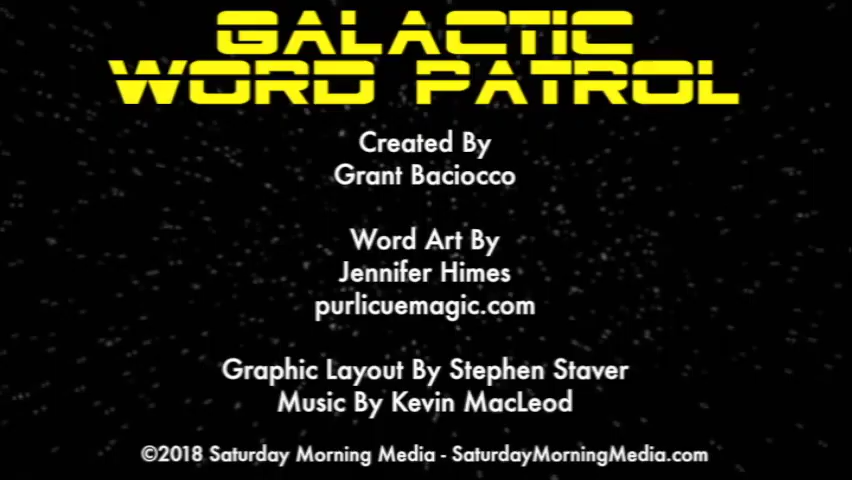 GALACTIC
WORD PATROL
Created By
Grant Baciocco
Word Art By
Jennifer Himes
purlicuemagic.com
Graphic Layout By Stephen Staver
Music By Kevin MacLeod
©2018 Saturday Morning Media - SaturdayMorningMedia.com